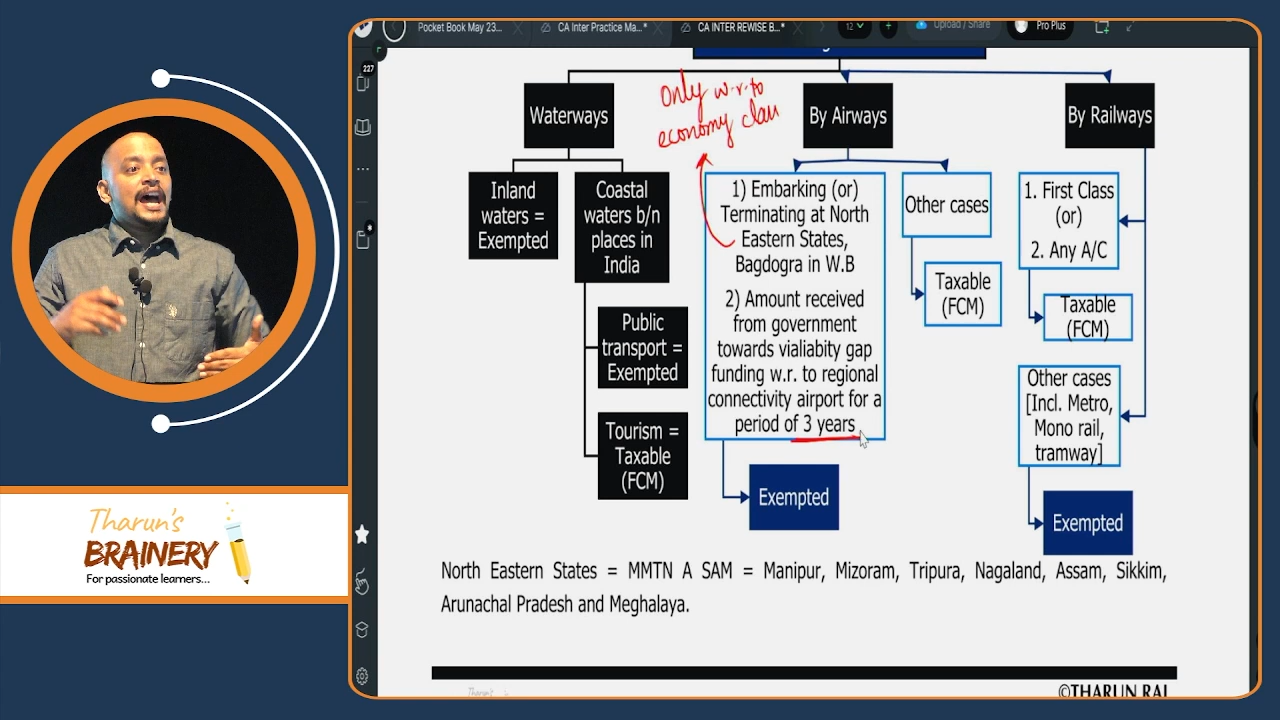 Pocket Book May 23...
CA Inter Practice Ma...*
CA INTER REWISE B...*
12
Upload / Share
Pro Plus
227
Waterways
Only w.r.to
economy class
By Airways
By Railways
Inland
waters =
Exempted
Coastal
waters b/n
places in
India
Public
transport =
Exempted
Tourism =
Taxable
(FCM)
1) Embarking (or)
Terminating at North
Eastern States,
Bagdogra in W.B
2) Amount received
from government
towards vialiabity gap
funding w.r. to regional
connectivity airport for a
period of 3 years
Exempted
Other cases
Taxable
(FCM)
1. First Class
(or)
2. Any A/C
Taxable
(FCM)
Other cases
[Incl. Metro,
Mono rail,
tramway]
Exempted
North Eastern States = MMTN A SAM = Manipur, Mizoram, Tripura, Nagaland, Assam, Sikkim,
Arunachal Pradesh and Meghalaya.
©THARUN RAJ
Tharun's
BRAINERY
For passionate learners...